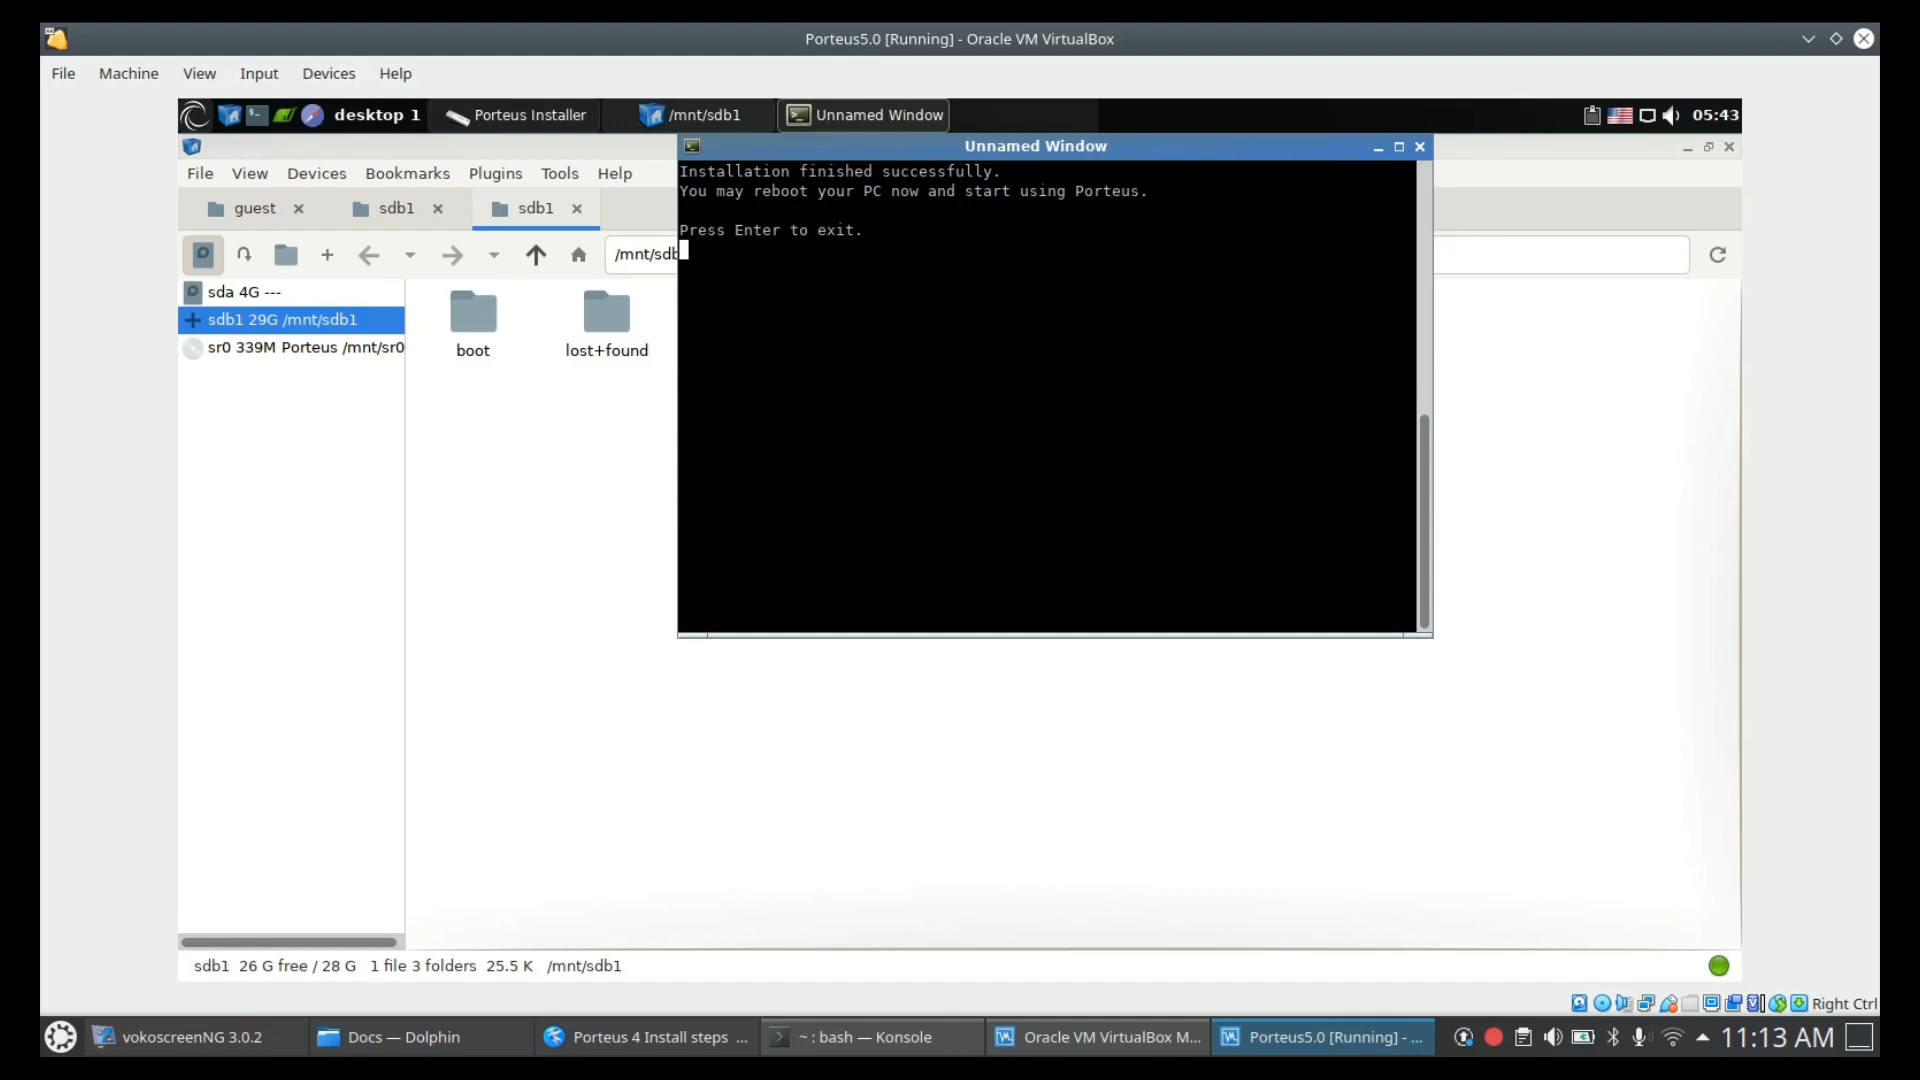 Porteus5.0 [Running] - Oracle VM VirtualBox
File Machine View Input Devices Help
desktop 1 Porteus Installer /mnt/sdb1 Unnamed Window 05:43
Unnamed Window
File View Devices Bookmarks Plugins Tools Help
guest sdb1 sdb1
/mnt/sdb
Installation finished successfully.
You may reboot your PC now and start using Porteus.
Press Enter to exit.
sda 4G ---
sdb1 29G /mnt/sdb1
sr0 339M Porteus /mnt/sr0
boot lost+found
sdb1 26 G free / 28 G 1 file 3 folders 25.5 K /mnt/sdb1
Right Ctrl
vokoscreenNG 3.0.2 Docs — Dolphin Porteus 4 Install steps ... ~ : bash — Konsole Oracle VM VirtualBox M... Porteus5.0 [Running] - ... 11:13 AM